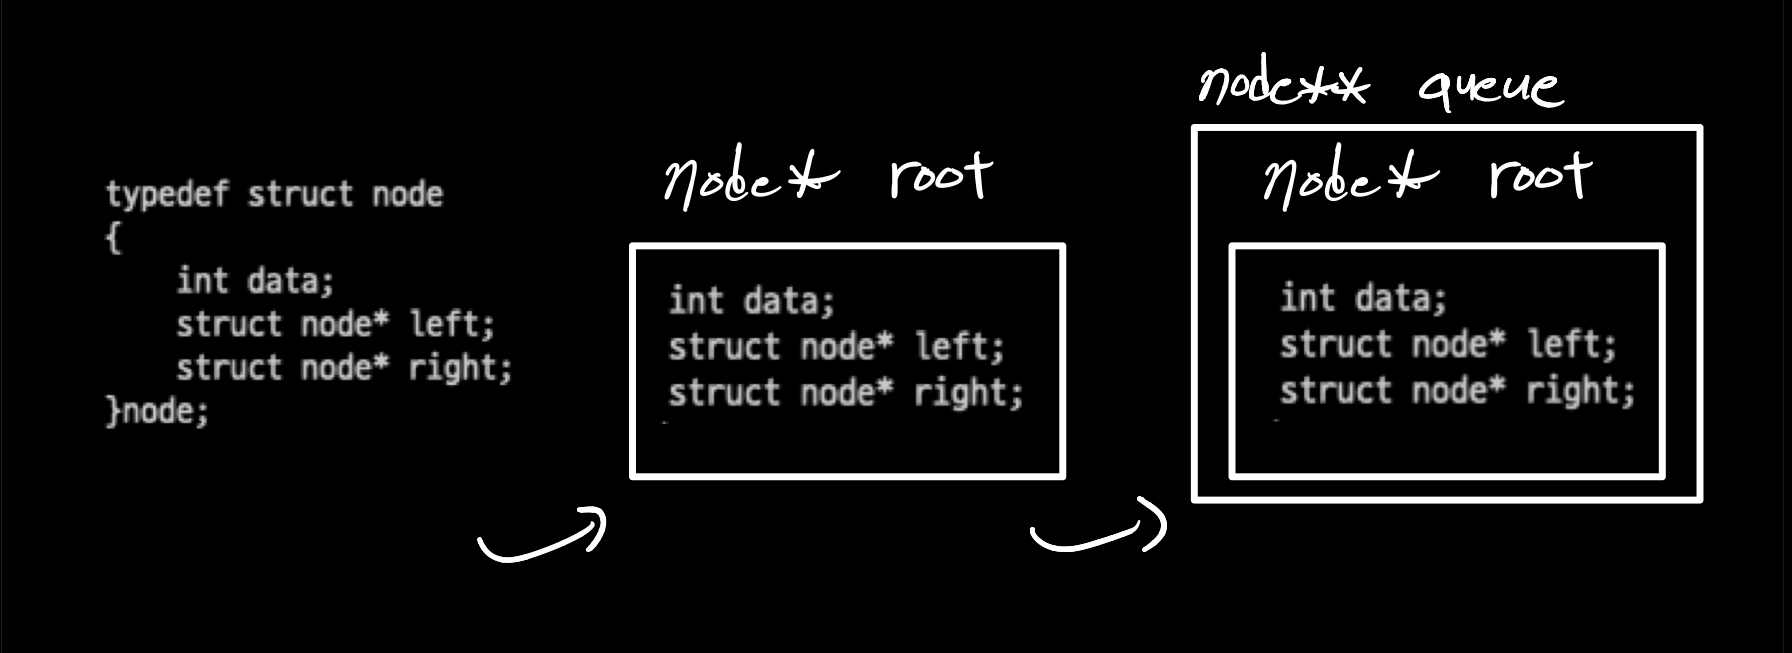 typedef struct node
{
int data;
struct node* left;
struct node* right;
}node;
node* root
int data;
struct node* left;
struct node* right;
node** queue
node* root
int data;
struct node* left;
struct node* right;